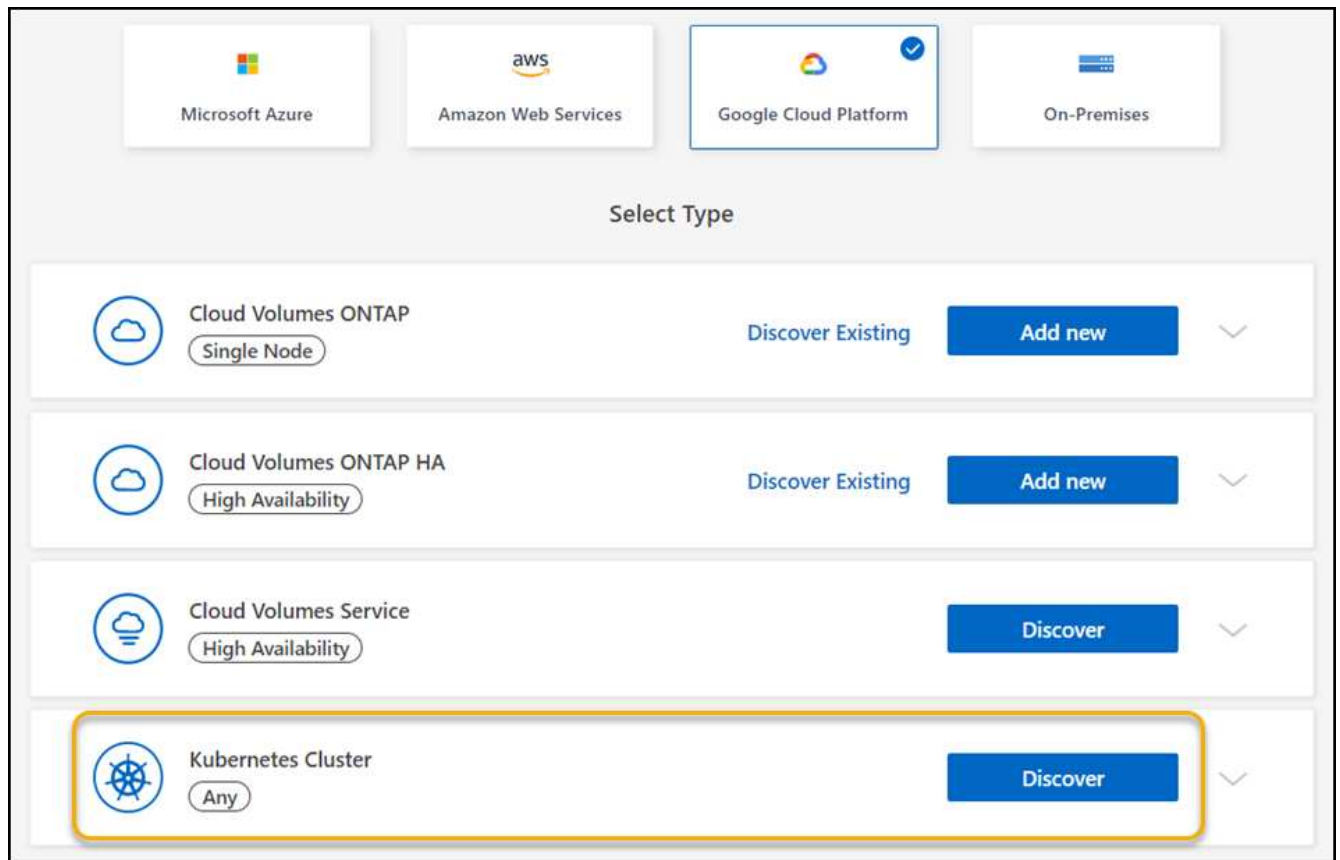 aws
Microsoft Azure
Amazon Web Services
Google Cloud Platform
On-Premises
Select Type
Cloud Volumes ONTAP
Single Node
Discover Existing
Add new
Cloud Volumes ONTAP HA
High Availability
Discover Existing
Add new
Cloud Volumes Service
High Availability
Discover
Kubernetes Cluster
Any
Discover